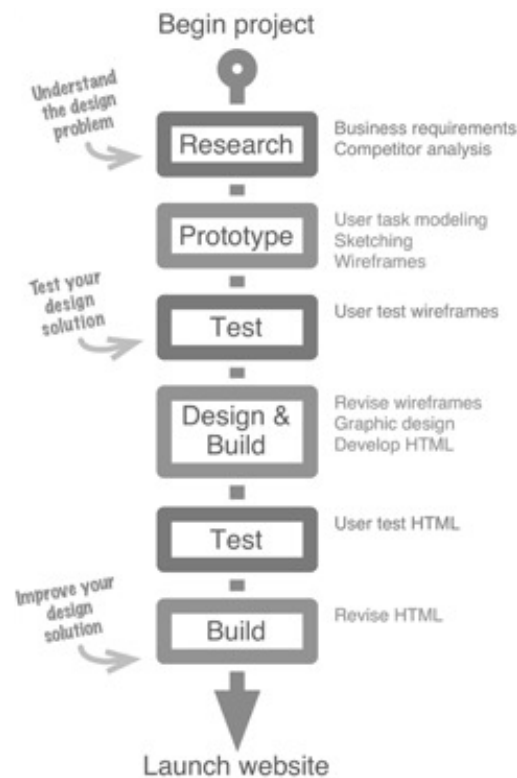 Begin project
Understand
the design
problem
Research
Business requirements
Competitor analysis
Prototype
User task modeling
Sketching
Wireframes
Test your
design
solution
Test
User test wireframes
Design &
Build
Revise wireframes
Graphic design
Develop HTML
Test
User test HTML
Improve your
design
solution
Build
Revise HTML
Launch website